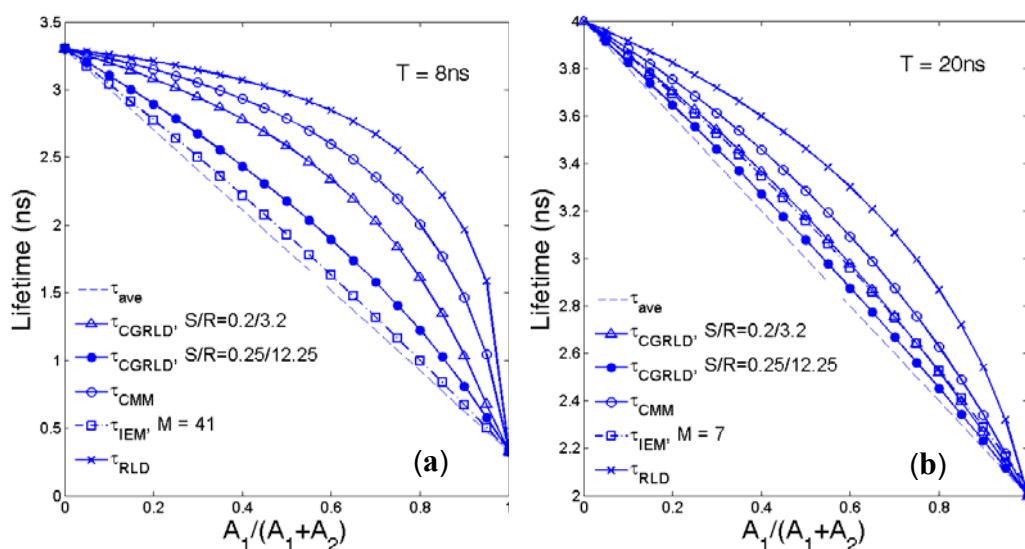 3.5
3
2.5
2
1.5
1
0.5
0
0
0.2
0.4
0.6
0.8
1
Lifetime (ns)
A1/(A1+A2)
T = 8ns
τave
τCGRLD, S/R=0.2/3.2
τCGRLD, S/R=0.25/12.25
τCMM
τIEM, M = 41
τRLD
(a)
4
3.8
3.6
3.4
3.2
3
2.8
2.6
2.4
2.2
2
0
0.2
0.4
0.6
0.8
Lifetime (ns)
A1/(A1+A2)
T = 20ns
τave
τCGRLD, S/R=0.2/3.2
τCGRLD, S/R=0.25/12.25
τCMM
τIEM, M = 7
τRLD
(b)